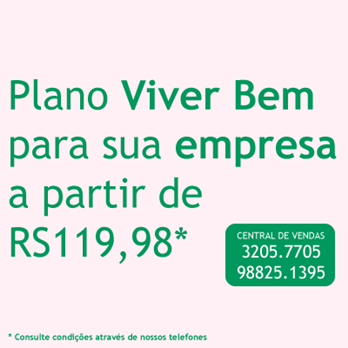 Plano Viver Bem
para sua empresa
a partir de
RS119,98*
CENTRAL DE VENDAS
3205.7705
98825.1395
* Consulte condições através de nossos telefones